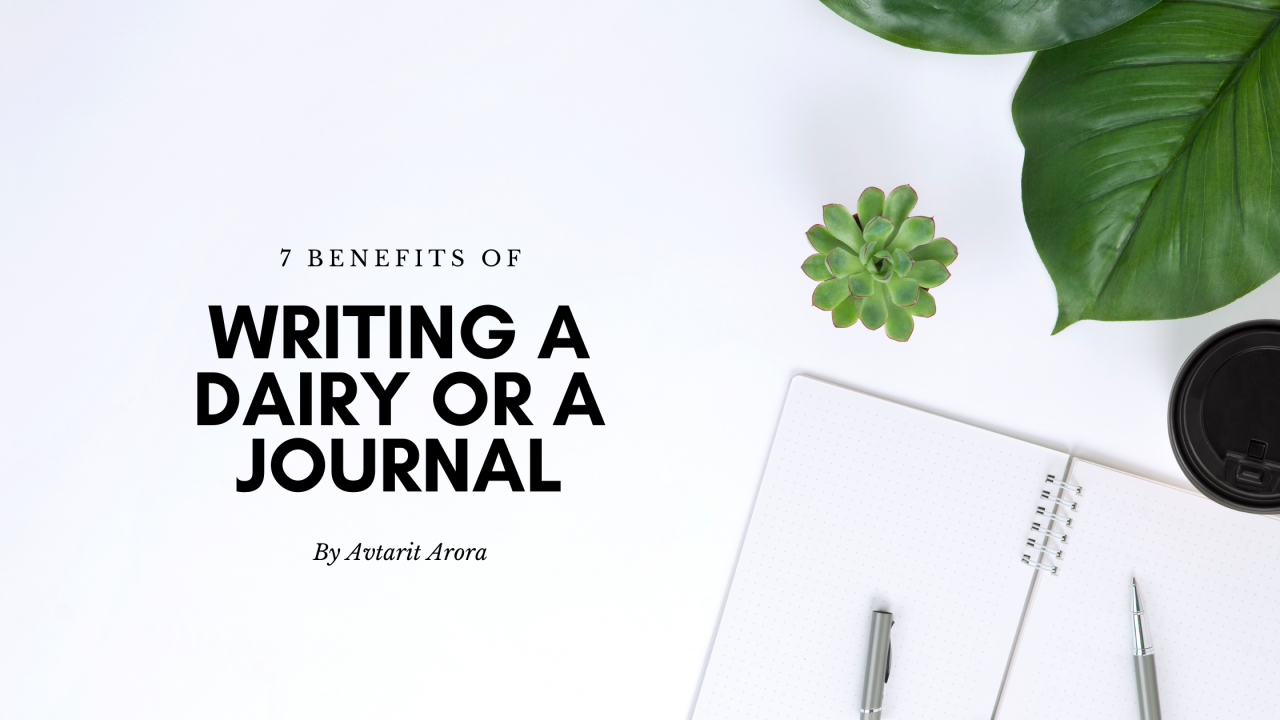 7 BENEFITS OF
WRITING A
DAIRY OR A
JOURNAL
By Avtarit Arora